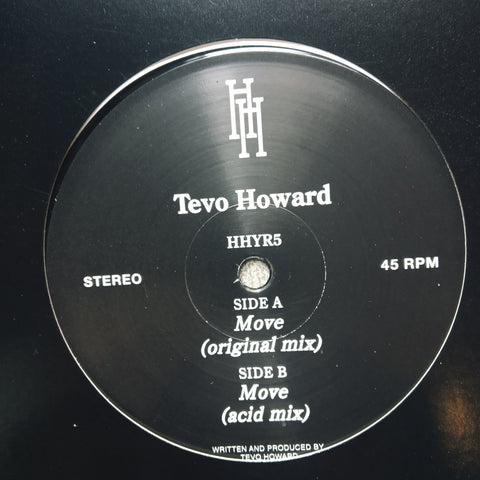 HH
Tevo Howard
HHYR5
STEREO
45 RPM
SIDE A
Move
(original mix)
SIDE B
Move
(acid mix)
WRITTEN AND PRODUCED BY
TEVO HOWARD